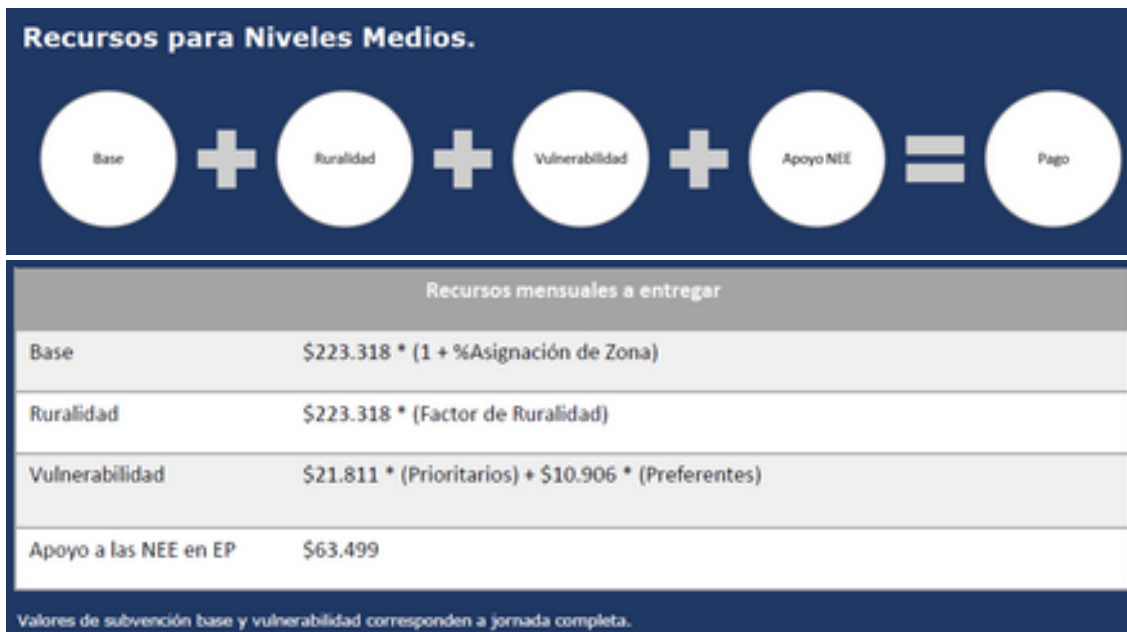 Recursos para Niveles Medios.
Base
Ruralidad
Vulnerabilidad
Apoyo NEE
Pago
Recursos mensuales a entregar
Base $223.318 * (1 + %Asignación de Zona)
Ruralidad $223.318 * (Factor de Ruralidad)
Vulnerabilidad $21.811 * (Prioritarios) + $10.906 * (Preferentes)
Apoyo a las NEE en EP $63.499
Valores de subvención base y vulnerabilidad corresponden a jornada completa.